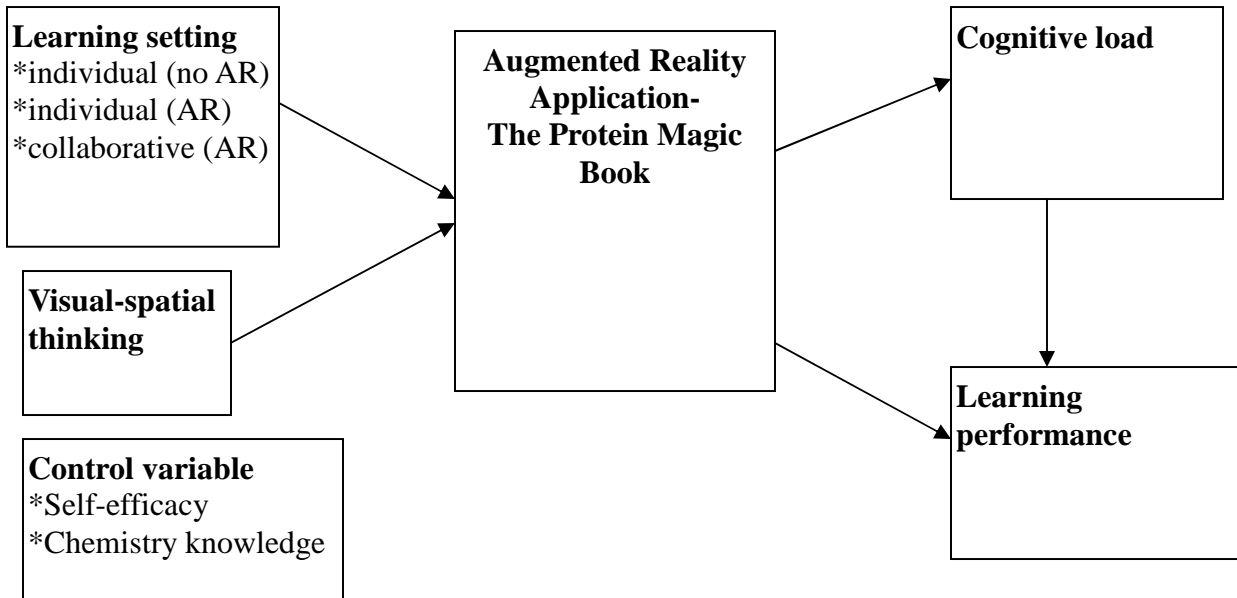 Learning setting
*individual (no AR)
*individual (AR)
*collaborative (AR)
Visual-spatial
thinking
Control variable
*Self-efficacy
*Chemistry knowledge
Augmented Reality
Application-
The Protein Magic
Book
Cognitive load
Learning
performance